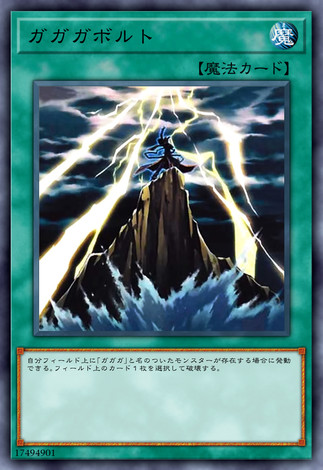 ガガガボルト
魔
【魔法カード】
自分フィールド上に「ガガガ」と名のついたモンスターが存在する場合に発動
できる。フィールド上のカード1枚を選択して破壊する。
17494901